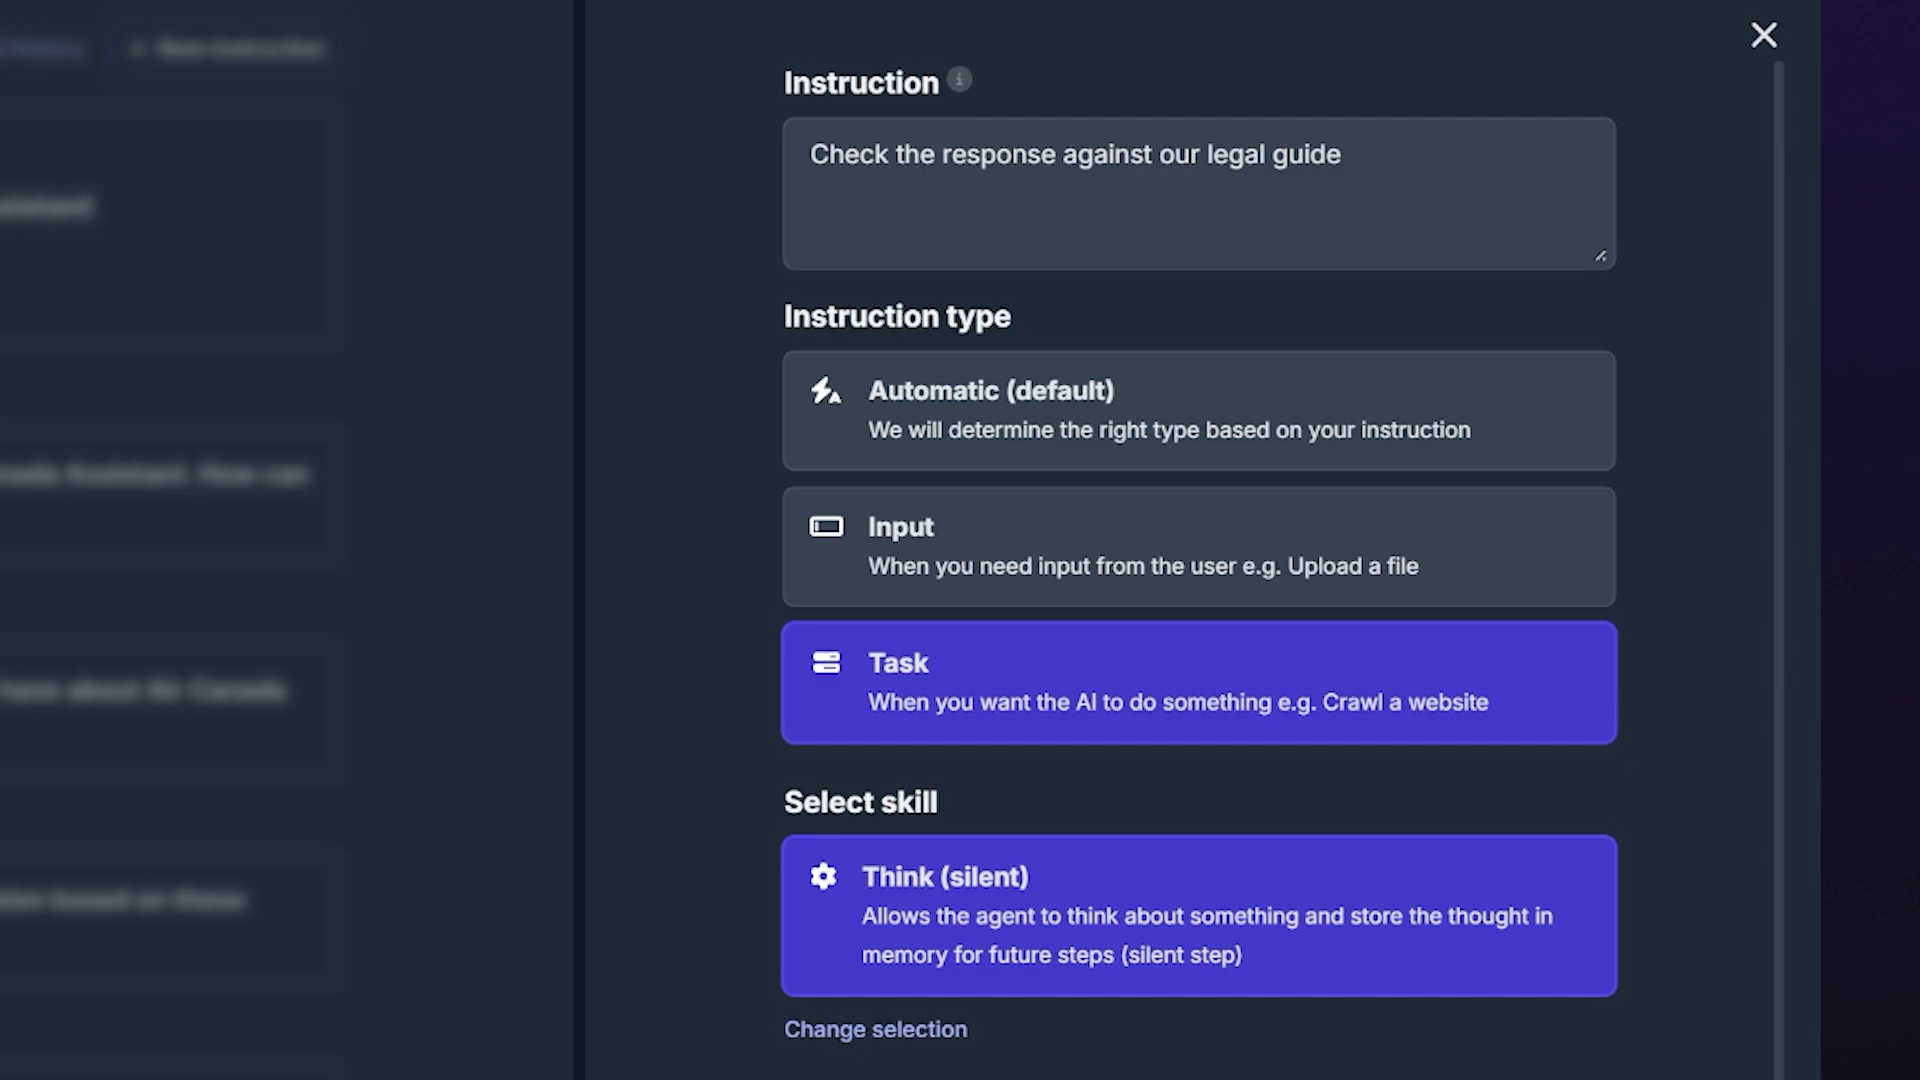 New Instruction
Instruction
Check the response against our legal guide
Instruction type
Automatic (default)
We will determine the right type based on your instruction
Input
When you need input from the user e.g. Upload a file
Task
When you want the AI to do something e.g. Crawl a website
Select skill
Think (silent)
Allows the agent to think about something and store the thought in
memory for future steps (silent step)
Change selection